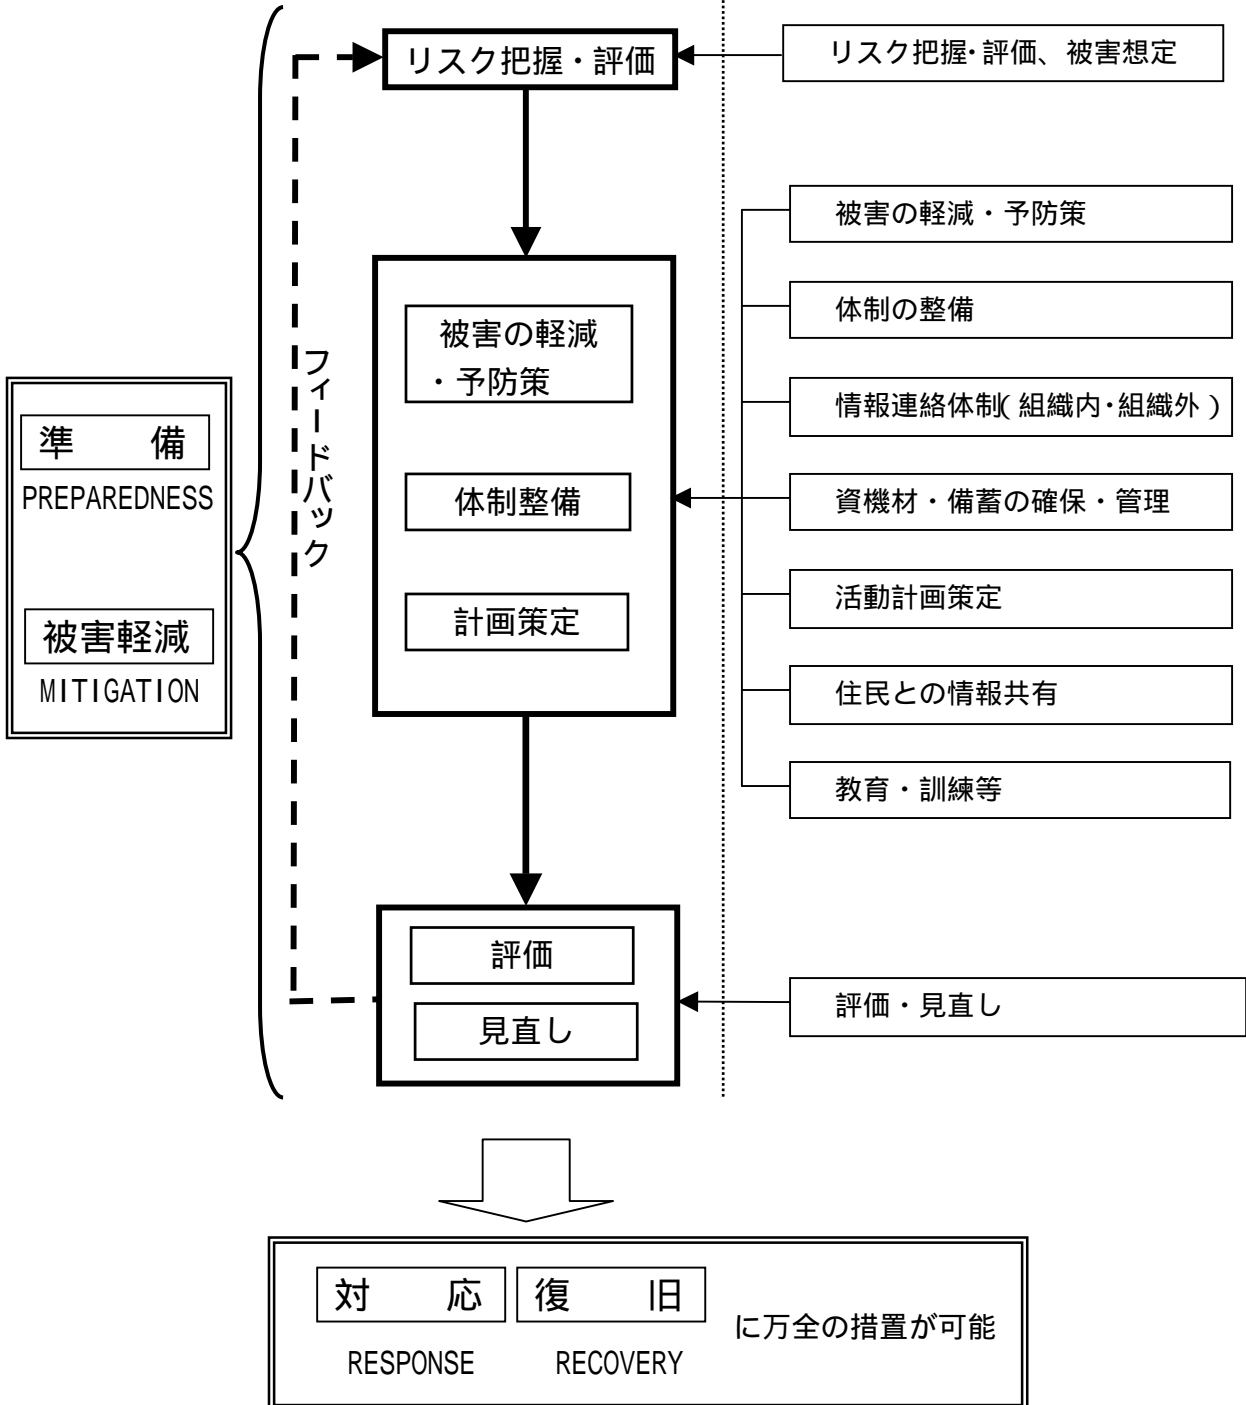 リスク把握・評価
リスク把握・評価、被害想定
被害の軽減・予防策
体制の整備
情報連絡体制(組織内・組織外)
資機材・備蓄の確保・管理
活動計画策定
住民との情報共有
教育・訓練等
被害の軽減
・予防策
体制整備
計画策定
フィードバック
準 備
PREPAREDNESS
被害軽減
MITIGATION
評価
見直し
評価・見直し
対 応
復 旧
に万全の措置が可能
RESPONSE
RECOVERY